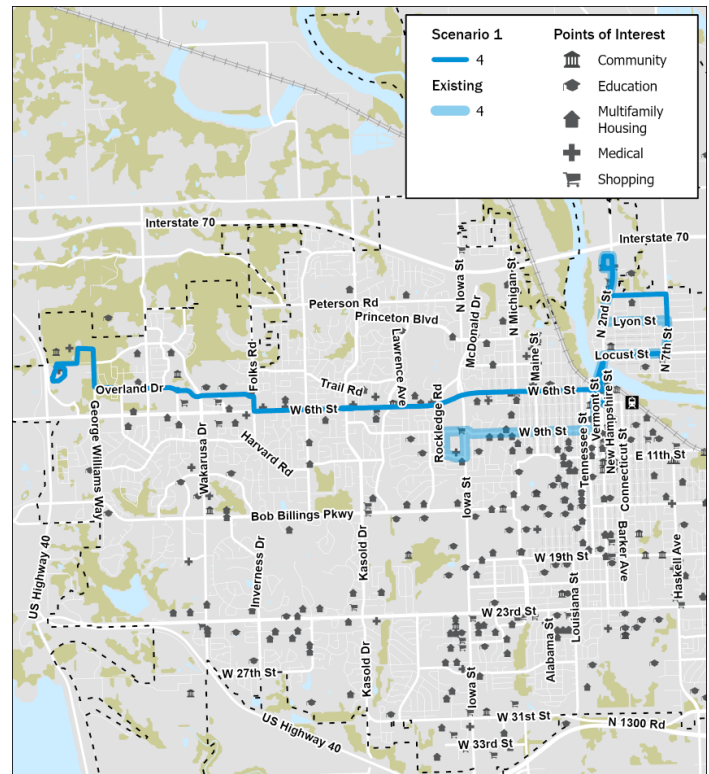 Scenario 1
4
Existing
4
Points of Interest
Community
Education
Multifamily
Housing
Medical
Shopping
Interstate 70
Interstate 70
N Iowa St
N Michigan St
McDonald Dr
Peterson Rd
Princeton Blvd
N 2nd St
Lyon St
Locust St
N 7th St
Maine St
Folks Rd
Lawrence Ave
Trail Rd
Overland Dr
W 6th St
W 6th St
Rockledge Rd
Vermont St
New Hampshire St
W 9th St
Tennessee St
Connecticut St
E 11th St
George Williams Way
Wakarusa Dr
Harvard Rd
Iowa St
Bob Billings Pkwy
US Highway 40
Inverness Dr
Kasold Dr
W 19th St
Barker Ave
Haskell Ave
Louisiana St
W 23rd St
Alabama St
W 27th St
Kasold Dr
Iowa St
US Highway 40
W 31st St
N 1300 Rd
W 33rd St